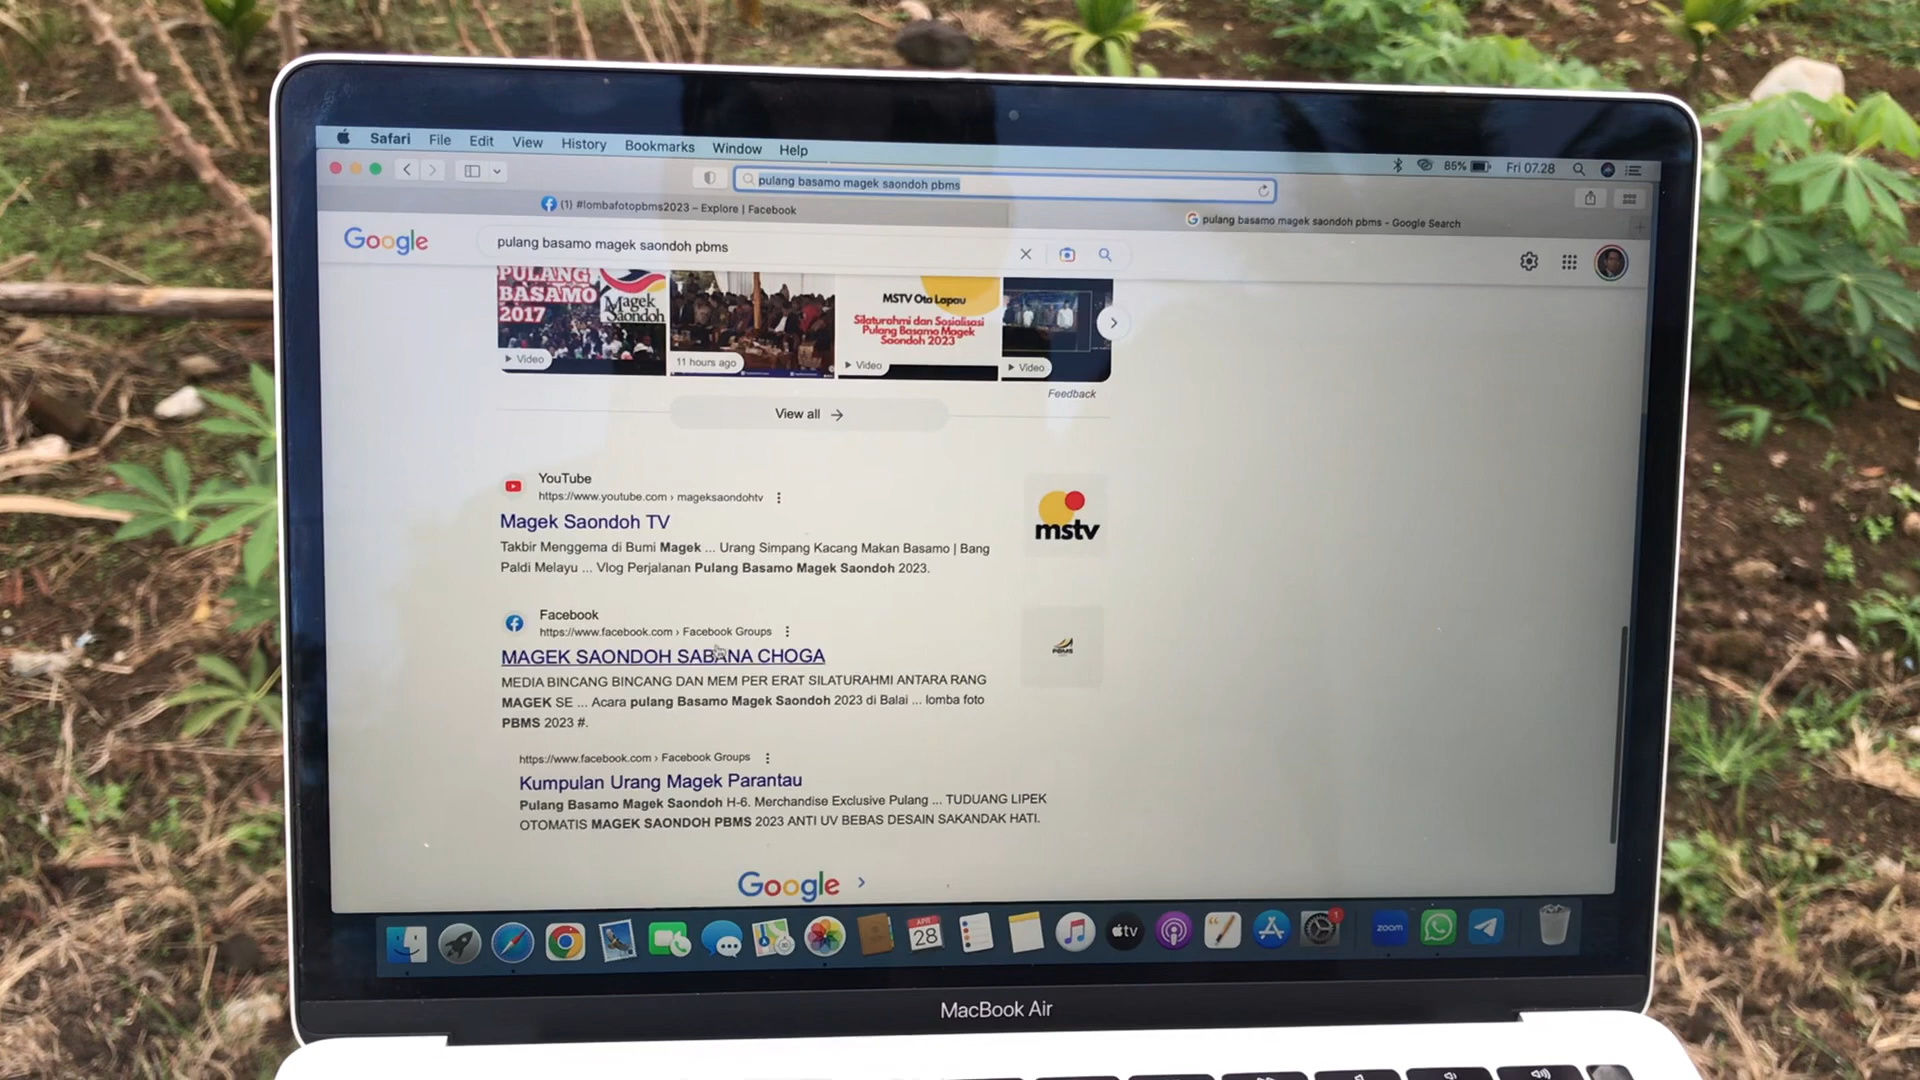 Safari File Edit View History Bookmarks Window Help
85% Fri 07.28
pulang basamo magek saondoh pbms
(1) #lombafotopbms2023 – Explore | Facebook
pulang basamo magek saondoh pbms - Google Search
Google
pulang basamo magek saondoh pbms
PULANG
BASAMO
2017
Magek
Saondoh
Video
11 hours ago
MSTV Ota Lapau
Silaturahmi dan Sosialisasi
Pulang Basamo Magek
Saondoh 2023
Video
Video
Feedback
View all
YouTube
https://www.youtube.com › mageksaondohtv
Magek Saondoh TV
Takbir Menggema di Bumi Magek ... Urang Simpang Kacang Makan Basamo | Bang
Paldi Melayu ... Vlog Perjalanan Pulang Basamo Magek Saondoh 2023.
mstv
Facebook
https://www.facebook.com › Facebook Groups
MAGEK SAONDOH SABANA CHOGA
MEDIA BINCANG BINCANG DAN MEM PER ERAT SILATURAHMI ANTARA RANG
MAGEK SE ... Acara pulang Basamo Magek Saondoh 2023 di Balai ... lomba foto
PBMS 2023 #.
PBMS
https://www.facebook.com › Facebook Groups
Kumpulan Urang Magek Parantau
Pulang Basamo Magek Saondoh H-6. Merchandise Exclusive Pulang ... TUDUANG LIPEK
OTOMATIS MAGEK SAONDOH PBMS 2023 ANTI UV BEBAS DESAIN SAKANDAK HATI.
Google
APR
28
tv
1
zoom
MacBook Air